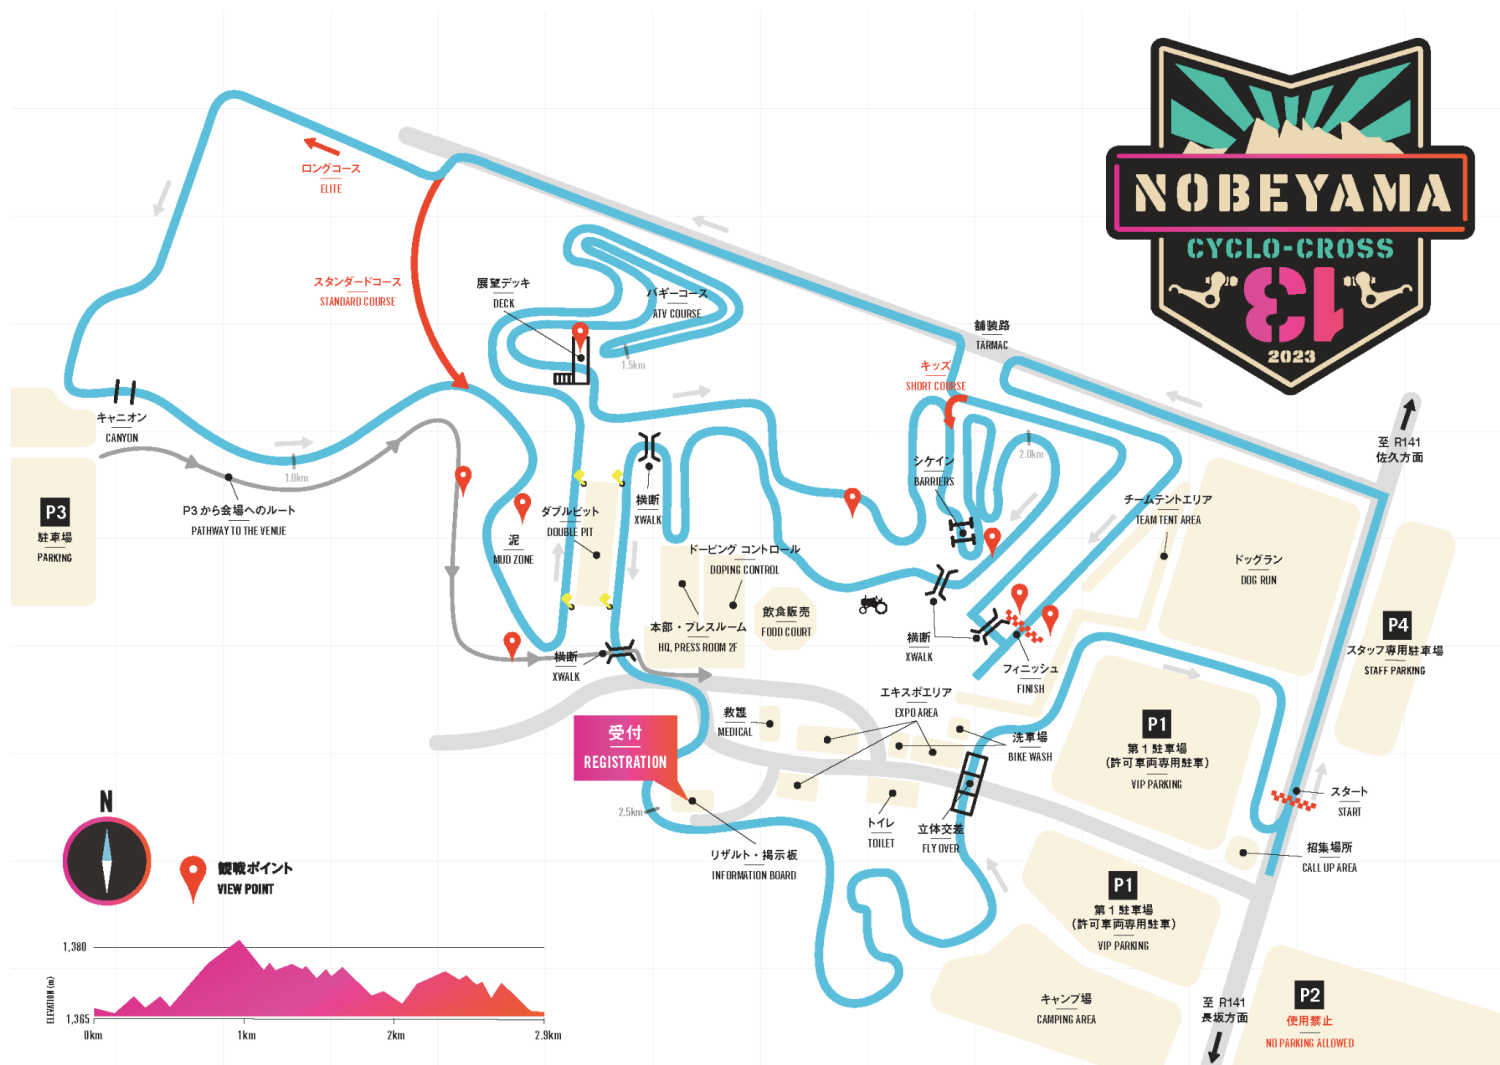 NOBEYAMA
CYCLO-CROSS
13
2023
ロングコース
ELITE
スタンダードコース
STANDARD COURSE
展望デッキ
DECK
バギーコース
ATV COURSE
1.5km
舗装路
TARMAC
キッズ
SHORT COURSE
至 R141
佐久方面
キャニオン
CANYON
1.0km
P3
駐車場
PARKING
P3 から会場へのルート
PATHWAY TO THE VENUE
泥
MUD ZONE
ダブルピット
DOUBLE PIT
横断
XWALK
シケイン
BARRIERS
2.0km
チームテントエリア
TEAM TENT AREA
ドッグラン
DOG RUN
ドーピング コントロール
DOPING CONTROL
本部・プレスルーム
HQ, PRESS ROOM 2F
飲食販売
FOOD COURT
横断
XWALK
横断
XWALK
フィニッシュ
FINISH
P4
スタッフ専用駐車場
STAFF PARKING
エキスポエリア
EXPO AREA
救護
MEDICAL
洗車場
BIKE WASH
P1
第1駐車場
(許可車両専用駐車)
VIP PARKING
受付
REGISTRATION
2.5km
トイレ
TOILET
立体交差
FLY OVER
スタート
START
招集場所
CALL UP AREA
リザルト・掲示板
INFORMATION BOARD
N
観戦ポイント
VIEW POINT
P1
第1駐車場
(許可車両専用駐車)
VIP PARKING
キャンプ場
CAMPING AREA
至 R141
長坂方面
P2
使用禁止
NO PARKING ALLOWED
ELEVATION (m)
1,380
1,365
0km
1km
2km
2.9km